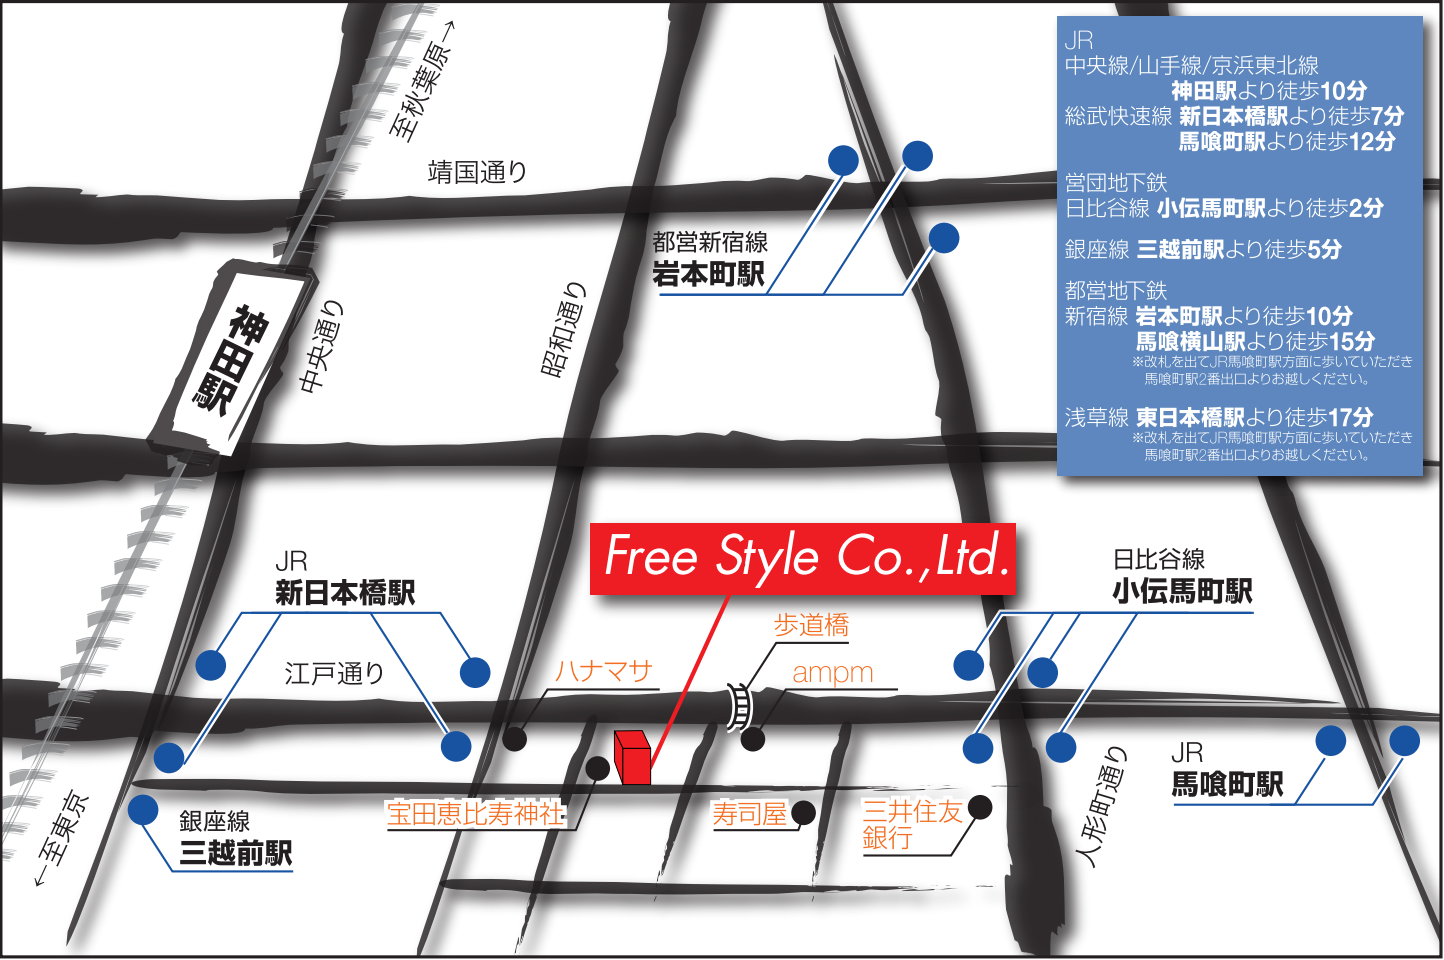 JR
中央線/山手線/京浜東北線
神田駅より徒歩10分
総武快速線 新日本橋駅より徒歩7分
馬喰町駅より徒歩12分
営団地下鉄
日比谷線 小伝馬町駅より徒歩2分
銀座線 三越前駅より徒歩5分
都営地下鉄
新宿線 岩本町駅より徒歩10分
馬喰横山駅より徒歩15分
※改札を出てJR馬喰町駅方面に歩いていただき
馬喰町駅2番出口よりお越しください。
浅草線 東日本橋駅より徒歩17分
※改札を出てJR馬喰町駅方面に歩いていただき
馬喰町駅2番出口よりお越しください。
至秋葉原→
靖国通り
都営新宿線
岩本町駅
神田駅
中央通り
昭和通り
Free Style Co.,Ltd.
JR
新日本橋駅
日比谷線
小伝馬町駅
歩道橋
江戸通り
ハナマサ
ampm
人形町通り
JR
馬喰町駅
←至東京
銀座線
三越前駅
宝田恵比寿神社
寿司屋
三井住友
銀行